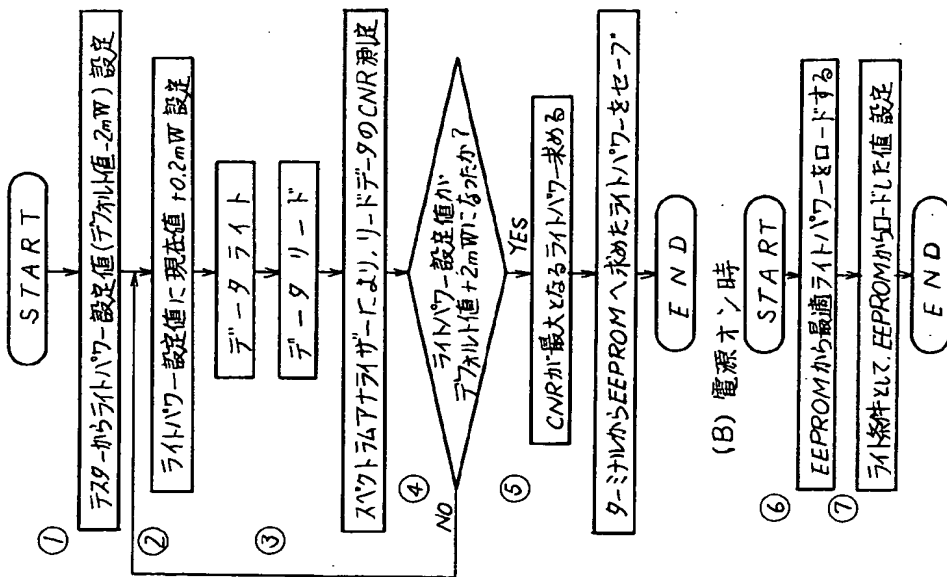 START
①
テスターからライトパワー設定値(デフォルト値-2mW)設定
②
ライトパワー設定値に現在値+0.2mW設定
データライト
③
データリード
スペクトラムアナライザーにより、リードデータのCNR測定
④
ライトパワー設定値が
デフォルト値+2mWになったか?
NO
YES
⑤
CNRが最大となるライトパワー求める
ターミナルからEEPROMへ求めたライトパワーをセーブ
END
(B) 電源オン時
START
⑥
EEPROMから最適ライトパワーをロードする
⑦
ライト条件として、EEPROMからロードした値設定
END